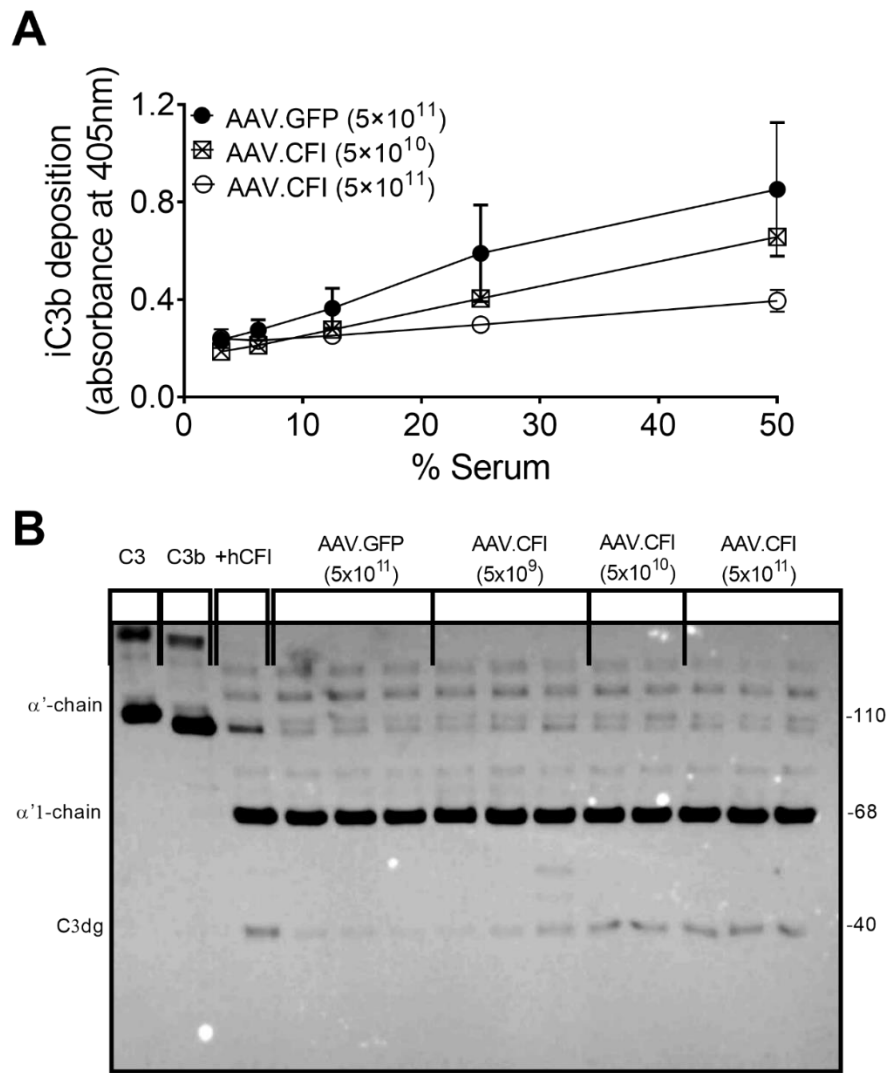 A
iC3b deposition
(absorbance at 405nm)
1.2
0.8
0.4
0.0
AAV.GFP (5×10¹¹)
AAV.CFI (5×10¹⁰)
AAV.CFI (5×10¹¹)
0 10 20 30 40 50
% Serum
B
C3 C3b +hCFI AAV.GFP AAV.CFI AAV.CFI AAV.CFI
(5x10¹¹) (5x10⁹) (5x10¹⁰) (5x10¹¹)
α'-chain -110
α'1-chain -68
C3dg -40